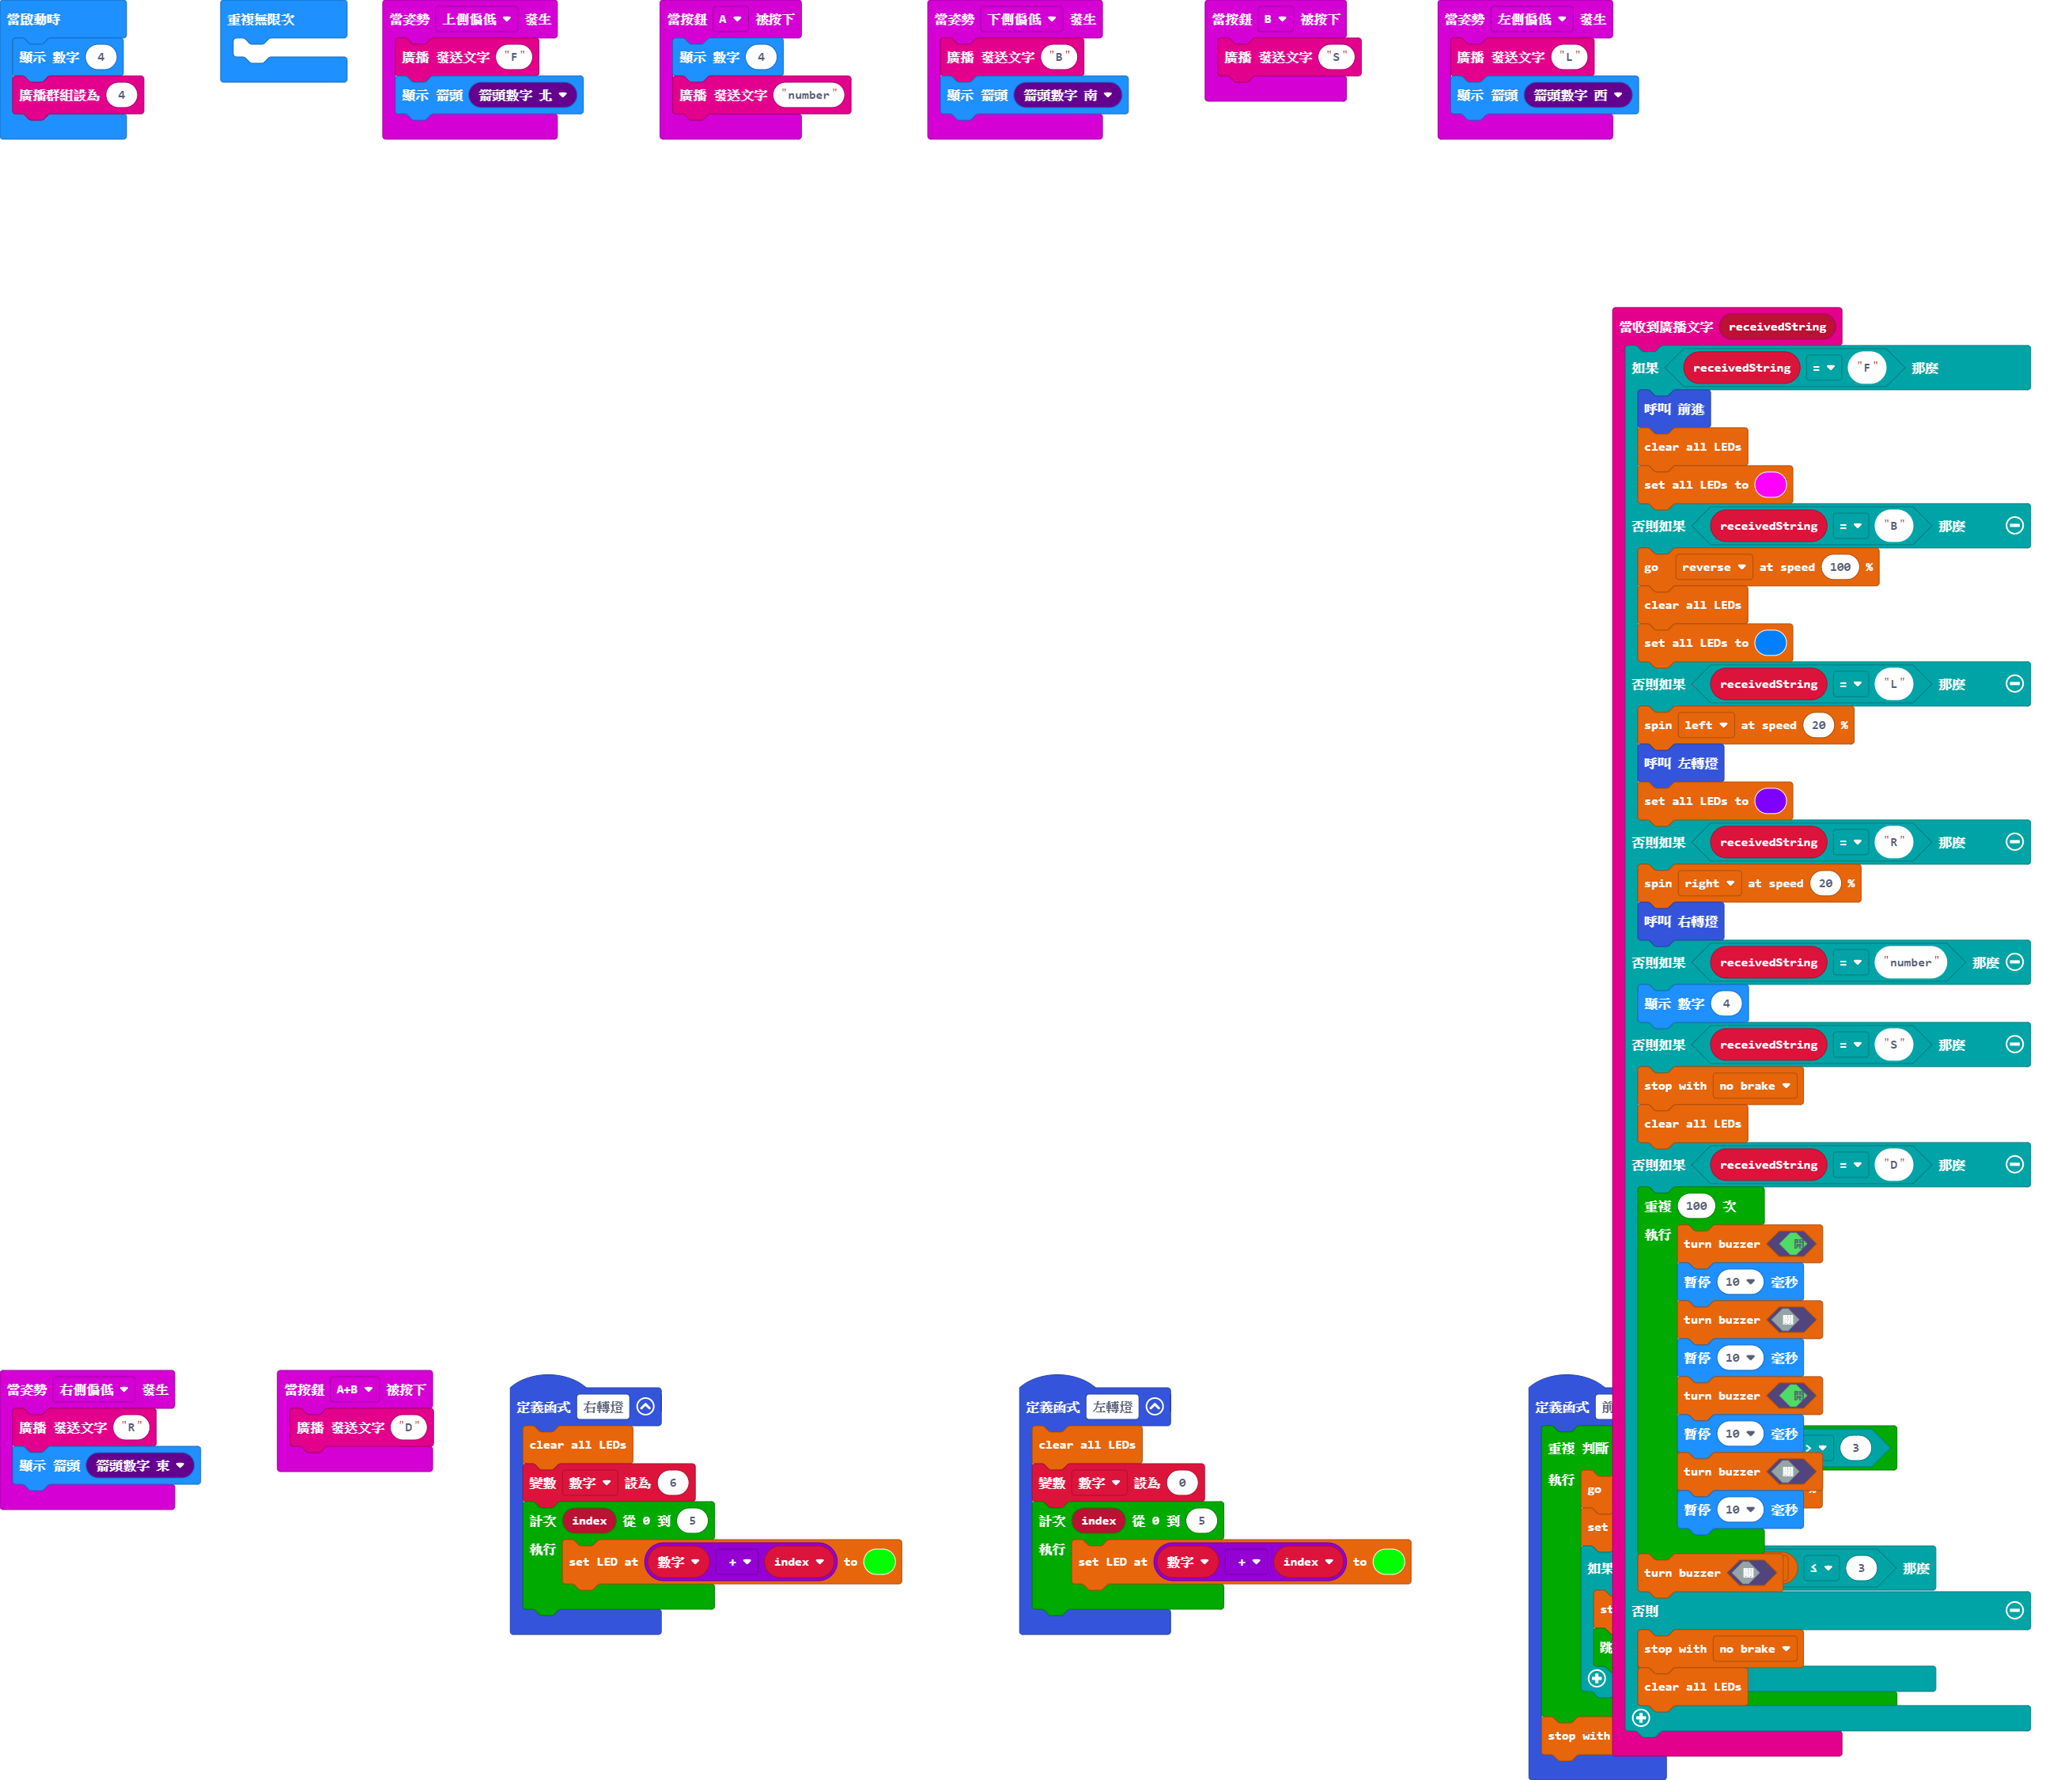 當啟動時
顯示 數字 4
廣播群組設為 4
重複無限次
當姿勢 上側偏低 發生
廣播 發送文字 "F"
顯示 箭頭 箭頭數字 北
當按鈕 A 被按下
顯示 數字 4
廣播 發送文字 "number"
當姿勢 下側偏低 發生
廣播 發送文字 "B"
顯示 箭頭 箭頭數字 南
當按鈕 B 被按下
廣播 發送文字 "S"
當姿勢 左側偏低 發生
廣播 發送文字 "L"
顯示 箭頭 箭頭數字 西
當收到廣播文字 receivedString
如果 receivedString = "F" 那麼
呼叫 前進
clear all LEDs
set all LEDs to
否則如果 receivedString = "B" 那麼
go reverse at speed 100 %
clear all LEDs
set all LEDs to
否則如果 receivedString = "L" 那麼
spin left at speed 20 %
呼叫 左轉燈
set all LEDs to
否則如果 receivedString = "R" 那麼
spin right at speed 20 %
呼叫 右轉燈
否則如果 receivedString = "number" 那麼
顯示 數字 4
否則如果 receivedString = "S" 那麼
stop with no brake
clear all LEDs
否則如果 receivedString = "D" 那麼
重複 100 次
執行 turn buzzer 開
暫停 10 毫秒
turn buzzer 關
暫停 10 毫秒
turn buzzer 開
暫停 10 毫秒
turn buzzer 關
暫停 10 毫秒
turn buzzer 關
否則
stop with no brake
clear all LEDs
當姿勢 右側偏低 發生
廣播 發送文字 "R"
顯示 箭頭 箭頭數字 東
當按鈕 A+B 被按下
廣播 發送文字 "D"
定義函式 右轉燈
clear all LEDs
變數 數字 設為 6
計次 index 從 0 到 5
執行 set LED at 數字 + index to
定義函式 左轉燈
clear all LEDs
變數 數字 設為 0
計次 index 從 0 到 5
執行 set LED at 數字 + index to
定義函式 前
重複 判斷 > 3
執行 go %
set
如果 ≤ 3 那麼
st
跳
stop with